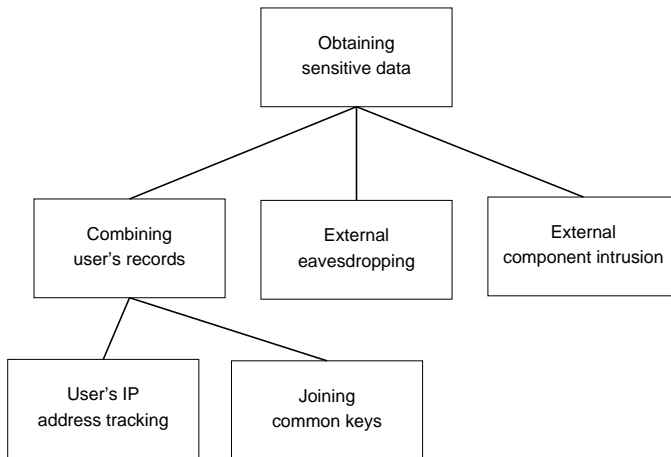 Obtaining
sensitive data
Combining
user's records
External
eavesdropping
External
component intrusion
User's IP
address tracking
Joining
common keys